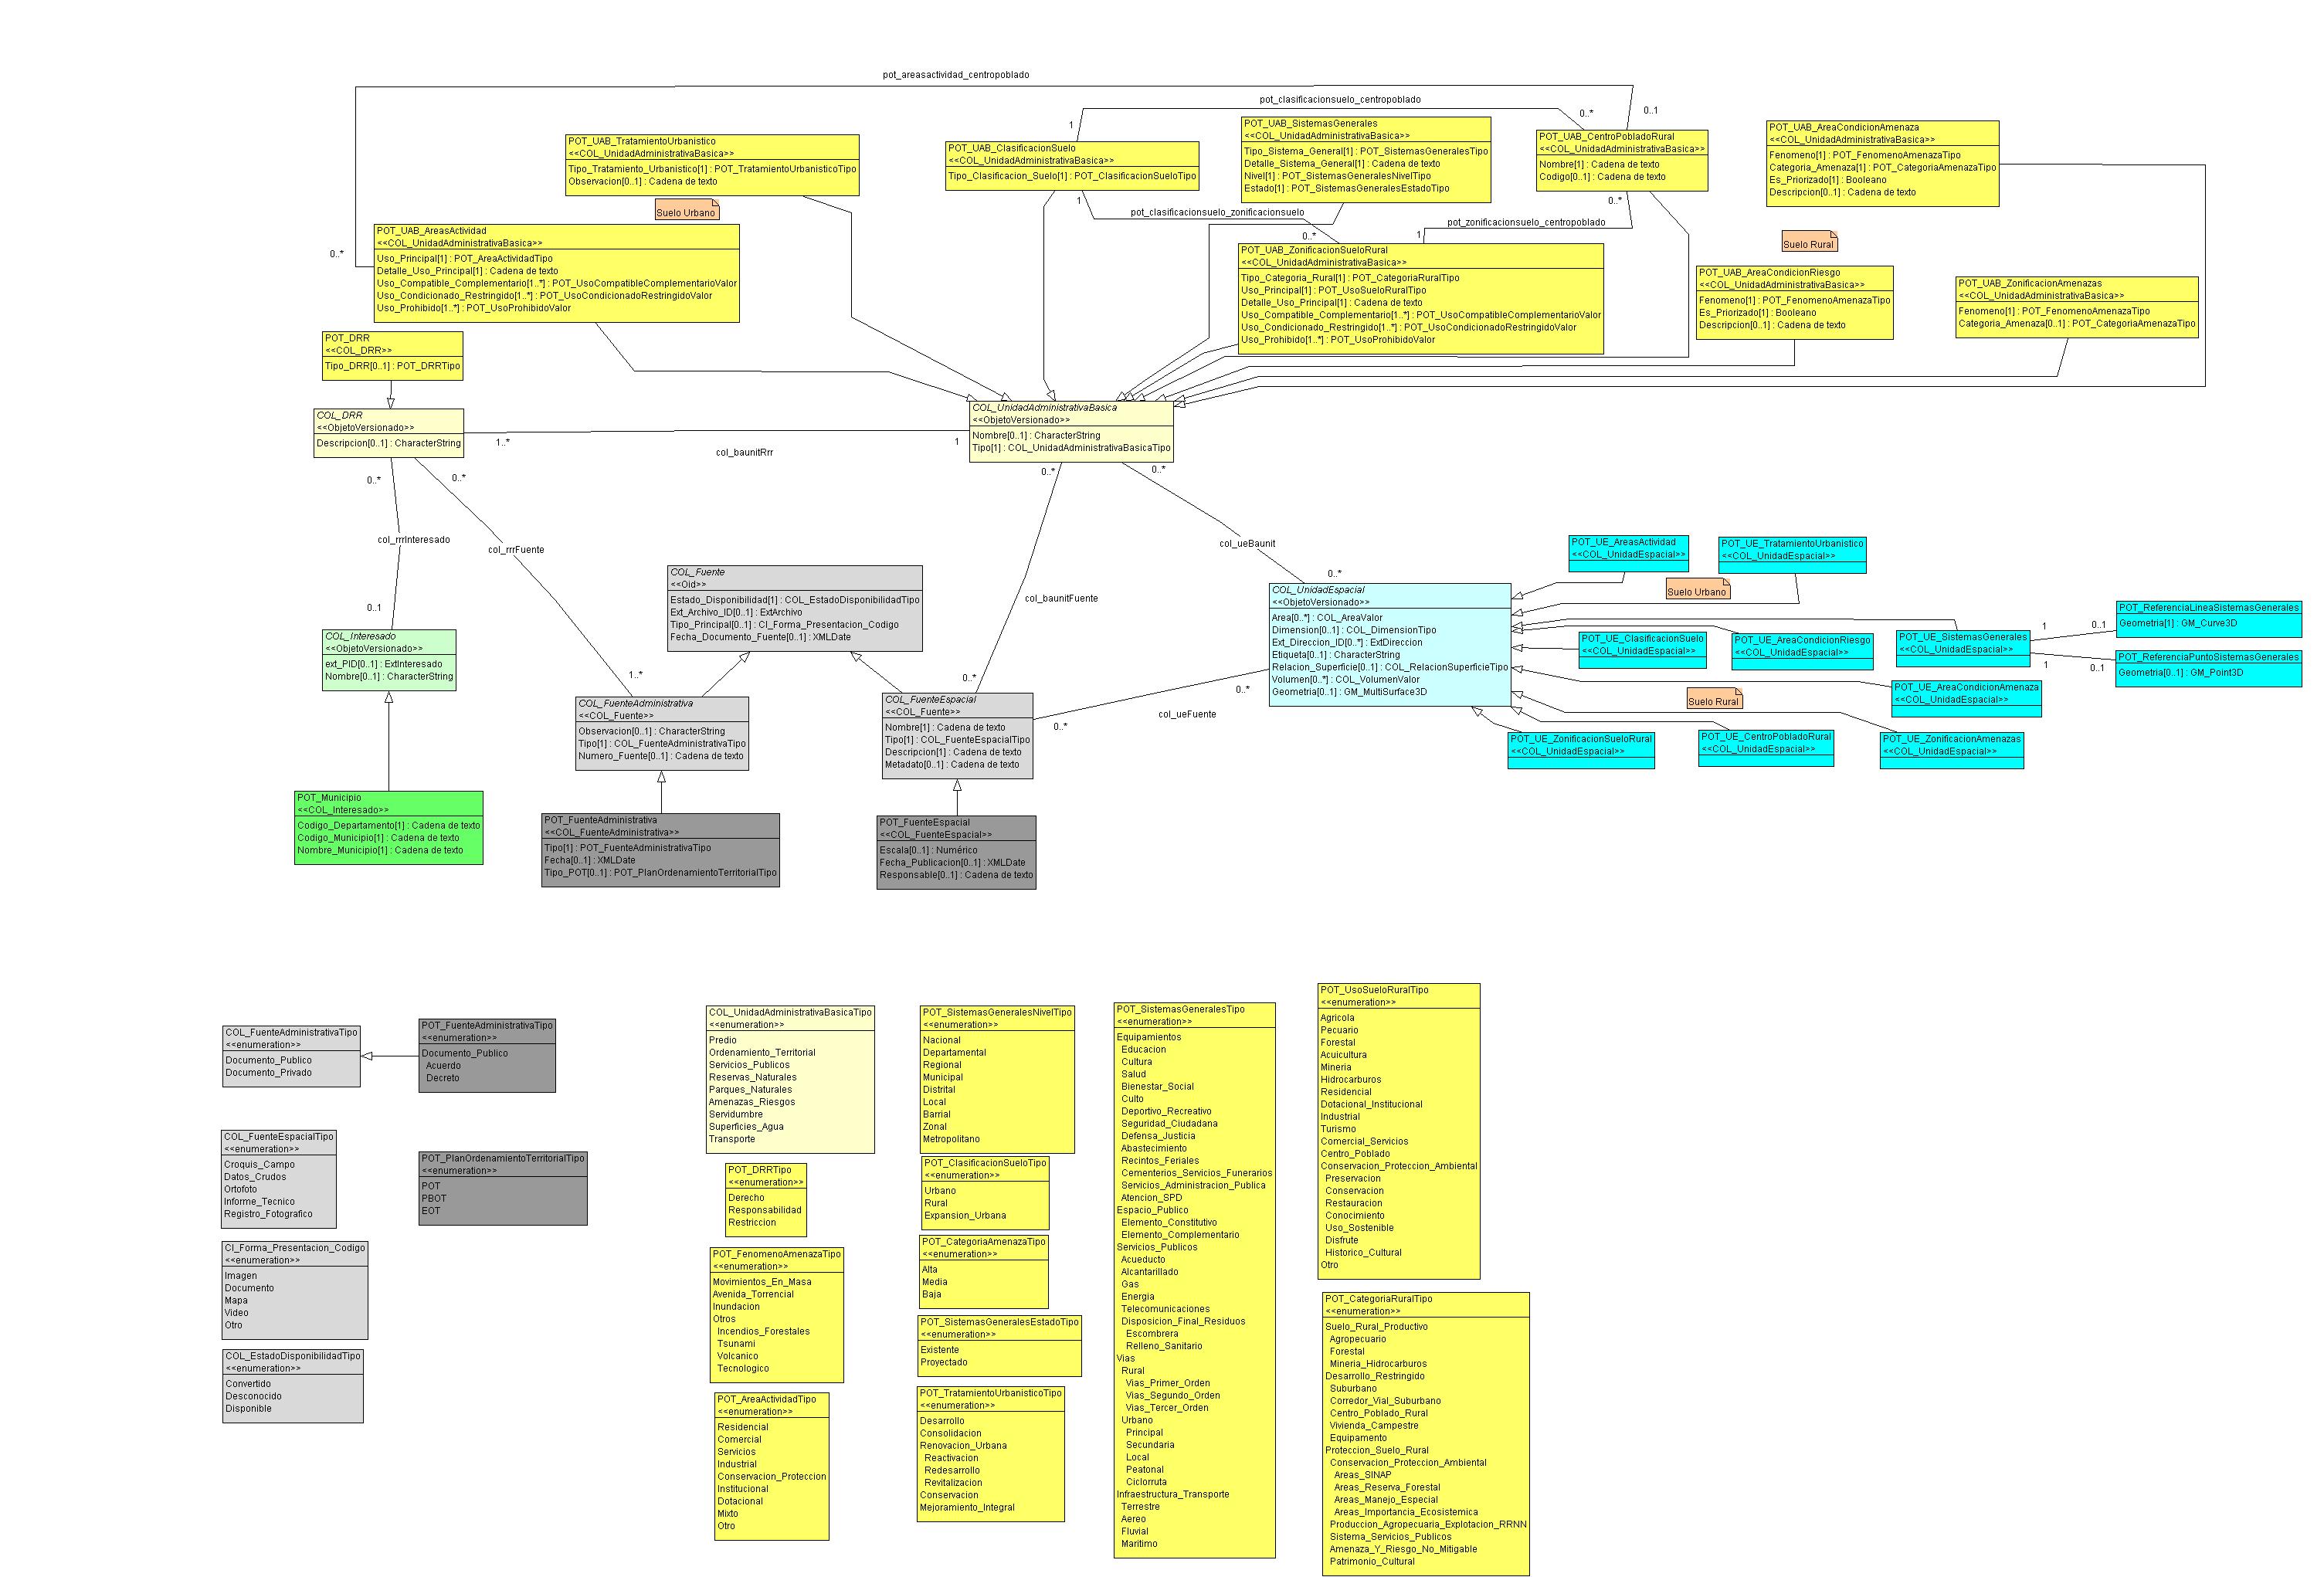 pot_areasactividad_centropoblado
0..*
0..1
pot_clasificacionsuelo_centropoblado
1
0..*
POT_UAB_TratamientoUrbanistico
<<COL_UnidadAdministrativaBasica>>
Tipo_Tratamiento_Urbanistico[1] : POT_TratamientoUrbanisticoTipo
Observacion[0..1] : Cadena de texto
POT_UAB_ClasificacionSuelo
<<COL_UnidadAdministrativaBasica>>
Tipo_Clasificacion_Suelo[1] : POT_ClasificacionSueloTipo
POT_UAB_SistemasGenerales
<<COL_UnidadAdministrativaBasica>>
Tipo_Sistema_General[1] : POT_SistemasGeneralesTipo
Detalle_Sistema_General[1] : Cadena de texto
Nivel[1] : POT_SistemasGeneralesNivelTipo
Estado[1] : POT_SistemasGeneralesEstadoTipo
POT_UAB_CentroPobladoRural
<<COL_UnidadAdministrativaBasica>>
Nombre[1] : Cadena de texto
Codigo[0..1] : Cadena de texto
POT_UAB_AreaCondicionAmenaza
<<COL_UnidadAdministrativaBasica>>
Fenomeno[1] : POT_FenomenoAmenazaTipo
Categoria_Amenaza[1] : POT_CategoriaAmenazaTipo
Es_Priorizado[1] : Booleano
Descripcion[0..1] : Cadena de texto
Suelo Urbano
1
pot_clasificacionsuelo_zonificacionsuelo
0..*
0..*
pot_zonificacionsuelo_centropoblado
1
POT_UAB_AreasActividad
<<COL_UnidadAdministrativaBasica>>
Uso_Principal[1] : POT_AreaActividadTipo
Detalle_Uso_Principal[1] : Cadena de texto
Uso_Compatible_Complementario[1..*] : POT_UsoCompatibleComplementarioValor
Uso_Condicionado_Restringido[1..*] : POT_UsoCondicionadoRestringidoValor
Uso_Prohibido[1..*] : POT_UsoProhibidoValor
POT_UAB_ZonificacionSueloRural
<<COL_UnidadAdministrativaBasica>>
Tipo_Categoria_Rural[1] : POT_CategoriaRuralTipo
Uso_Principal[1] : POT_UsoSueloRuralTipo
Detalle_Uso_Principal[1] : Cadena de texto
Uso_Compatible_Complementario[1..*] : POT_UsoCompatibleComplementarioValor
Uso_Condicionado_Restringido[1..*] : POT_UsoCondicionadoRestringidoValor
Uso_Prohibido[1..*] : POT_UsoProhibidoValor
Suelo Rural
POT_UAB_AreaCondicionRiesgo
<<COL_UnidadAdministrativaBasica>>
Fenomeno[1] : POT_FenomenoAmenazaTipo
Es_Priorizado[1] : Booleano
Descripcion[0..1] : Cadena de texto
POT_UAB_ZonificacionAmenazas
<<COL_UnidadAdministrativaBasica>>
Fenomeno[1] : POT_FenomenoAmenazaTipo
Categoria_Amenaza[0..1] : POT_CategoriaAmenazaTipo
POT_DRR
<<COL_DRR>>
Tipo_DRR[0..1] : POT_DRRTipo
COL_DRR
<<ObjetoVersionado>>
Descripcion[0..1] : CharacterString
COL_UnidadAdministrativaBasica
<<ObjetoVersionado>>
Nombre[0..1] : CharacterString
Tipo[1] : COL_UnidadAdministrativaBasicaTipo
1..*
1
col_baunitRrr
0..*
0..*
0..*
0..*
col_rrrInteresado
col_rrrFuente
0..1
1..*
col_ueBaunit
0..*
col_baunitFuente
0..*
COL_Fuente
<<Oid>>
Estado_Disponibilidad[1] : COL_EstadoDisponibilidadTipo
Ext_Archivo_ID[0..1] : ExtArchivo
Tipo_Principal[0..1] : CI_Forma_Presentacion_Codigo
Fecha_Documento_Fuente[0..1] : XMLDate
COL_UnidadEspacial
<<ObjetoVersionado>>
Area[0..*] : COL_AreaValor
Dimension[0..1] : COL_DimensionTipo
Ext_Direccion_ID[0..*] : ExtDireccion
Etiqueta[0..1] : CharacterString
Relacion_Superficie[0..1] : COL_RelacionSuperficieTipo
Volumen[0..*] : COL_VolumenValor
Geometria[0..1] : GM_MultiSurface3D
POT_UE_AreasActividad
<<COL_UnidadEspacial>>
POT_UE_TratamientoUrbanistico
<<COL_UnidadEspacial>>
Suelo Urbano
POT_UE_ClasificacionSuelo
<<COL_UnidadEspacial>>
POT_UE_AreaCondicionRiesgo
<<COL_UnidadEspacial>>
POT_UE_SistemasGenerales
<<COL_UnidadEspacial>>
1
0..1
1
0..1
POT_ReferenciaLineaSistemasGenerales
Geometria[1] : GM_Curve3D
POT_ReferenciaPuntoSistemasGenerales
Geometria[0..1] : GM_Point3D
POT_UE_AreaCondicionAmenaza
<<COL_UnidadEspacial>>
Suelo Rural
POT_UE_ZonificacionSueloRural
<<COL_UnidadEspacial>>
POT_UE_CentroPobladoRural
<<COL_UnidadEspacial>>
POT_UE_ZonificacionAmenazas
<<COL_UnidadEspacial>>
COL_Interesado
<<ObjetoVersionado>>
ext_PID[0..1] : ExtInteresado
Nombre[0..1] : CharacterString
COL_FuenteAdministrativa
<<COL_Fuente>>
Observacion[0..1] : CharacterString
Tipo[1] : COL_FuenteAdministrativaTipo
Numero_Fuente[0..1] : Cadena de texto
COL_FuenteEspacial
<<COL_Fuente>>
Nombre[1] : Cadena de texto
Tipo[1] : COL_FuenteEspacialTipo
Descripcion[1] : Cadena de texto
Metadato[0..1] : Cadena de texto
0..*
col_ueFuente
0..*
POT_Municipio
<<COL_Interesado>>
Codigo_Departamento[1] : Cadena de texto
Codigo_Municipio[1] : Cadena de texto
Nombre_Municipio[1] : Cadena de texto
POT_FuenteAdministrativa
<<COL_FuenteAdministrativa>>
Tipo[1] : POT_FuenteAdministrativaTipo
Fecha[0..1] : XMLDate
Tipo_POT[0..1] : POT_PlanOrdenamientoTerritorialTipo
POT_FuenteEspacial
<<COL_FuenteEspacial>>
Escala[0..1] : Numérico
Fecha_Publicacion[0..1] : XMLDate
Responsable[0..1] : Cadena de texto
COL_FuenteAdministrativaTipo
<<enumeration>>
Documento_Publico
Documento_Privado
POT_FuenteAdministrativaTipo
<<enumeration>>
Documento_Publico
Acuerdo
Decreto
COL_FuenteEspacialTipo
<<enumeration>>
Croquis_Campo
Datos_Crudos
Ortofoto
Informe_Tecnico
Registro_Fotografico
POT_PlanOrdenamientoTerritorialTipo
<<enumeration>>
POT
PBOT
EOT
CI_Forma_Presentacion_Codigo
<<enumeration>>
Imagen
Documento
Mapa
Video
Otro
COL_EstadoDisponibilidadTipo
<<enumeration>>
Convertido
Desconocido
Disponible
COL_UnidadAdministrativaBasicaTipo
<<enumeration>>
Predio
Ordenamiento_Territorial
Servicios_Publicos
Reservas_Naturales
Parques_Naturales
Amenazas_Riesgos
Servidumbre
Superficies_Agua
Transporte
POT_DRRTipo
<<enumeration>>
Derecho
Responsabilidad
Restriccion
POT_FenomenoAmenazaTipo
<<enumeration>>
Movimientos_En_Masa
Avenida_Torrencial
Inundacion
Otros
Incendios_Forestales
Tsunami
Volcanico
Tecnologico
POT_AreaActividadTipo
<<enumeration>>
Residencial
Comercial
Servicios
Industrial
Conservacion_Proteccion
Institucional
Dotacional
Mixto
Otro
POT_SistemasGeneralesNivelTipo
<<enumeration>>
Nacional
Departamental
Regional
Municipal
Distrital
Local
Barrial
Zonal
Metropolitano
POT_ClasificacionSueloTipo
<<enumeration>>
Urbano
Rural
Expansion_Urbana
POT_CategoriaAmenazaTipo
<<enumeration>>
Alta
Media
Baja
POT_SistemasGeneralesEstadoTipo
<<enumeration>>
Existente
Proyectado
POT_TratamientoUrbanisticoTipo
<<enumeration>>
Desarrollo
Consolidacion
Renovacion_Urbana
Reactivacion
Redesarrollo
Revitalizacion
Conservacion
Mejoramiento_Integral
POT_SistemasGeneralesTipo
<<enumeration>>
Equipamientos
Educacion
Cultura
Salud
Bienestar_Social
Culto
Deportivo_Recreativo
Seguridad_Ciudadana
Defensa_Justicia
Abastecimiento
Recintos_Feriales
Cementerios_Servicios_Funerarios
Servicios_Administracion_Publica
Atencion_SPD
Espacio_Publico
Elemento_Constitutivo
Elemento_Complementario
Servicios_Publicos
Acueducto
Alcantarillado
Gas
Energia
Telecomunicaciones
Disposicion_Final_Residuos
Escombrera
Relleno_Sanitario
Vias
Rural
Vias_Primer_Orden
Vias_Segundo_Orden
Vias_Tercer_Orden
Urbano
Principal
Secundaria
Local
Peatonal
Ciclorruta
Infraestructura_Transporte
Terrestre
Aereo
Fluvial
Maritimo
POT_UsoSueloRuralTipo
<<enumeration>>
Agricola
Pecuario
Forestal
Acuicultura
Mineria
Hidrocarburos
Residencial
Dotacional_Institucional
Industrial
Turismo
Comercial_Servicios
Centro_Poblado
Conservacion_Proteccion_Ambiental
Preservacion
Conservacion
Restauracion
Conocimiento
Uso_Sostenible
Disfrute
Historico_Cultural
Otro
POT_CategoriaRuralTipo
<<enumeration>>
Suelo_Rural_Productivo
Agropecuario
Forestal
Mineria_Hidrocarburos
Desarrollo_Restringido
Suburbano
Corredor_Vial_Suburbano
Centro_Poblado_Rural
Vivienda_Campestre
Equipamento
Proteccion_Suelo_Rural
Conservacion_Proteccion_Ambiental
Areas_SINAP
Areas_Reserva_Forestal
Areas_Manejo_Especial
Areas_Importancia_Ecosistemica
Produccion_Agropecuaria_Explotacion_RRNN
Sistema_Servicios_Publicos
Amenaza_Y_Riesgo_No_Mitigable
Patrimonio_Cultural